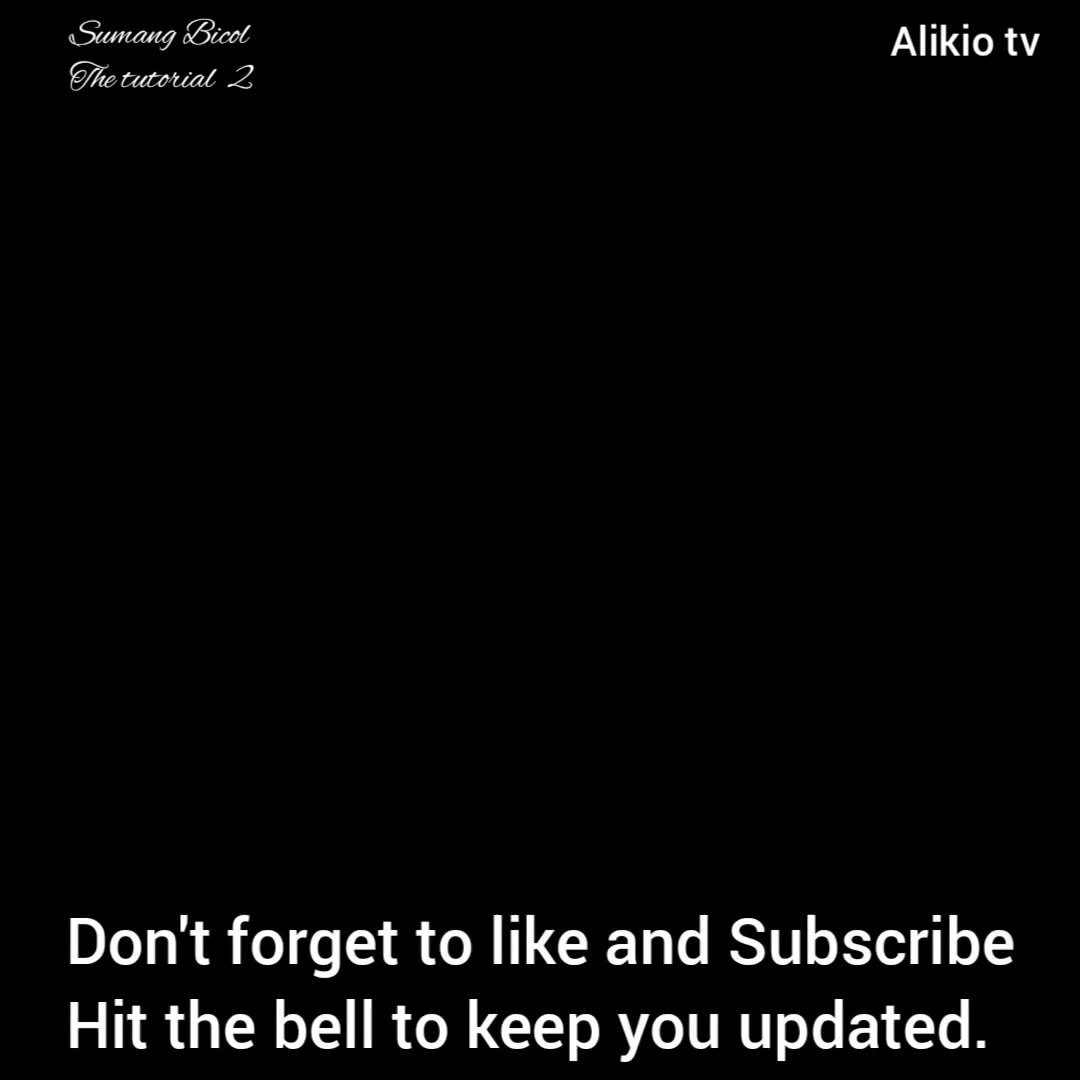 Sumang Bicol
The tutorial 2
Alikio tv
Don't forget to like and Subscribe
Hit the bell to keep you updated.